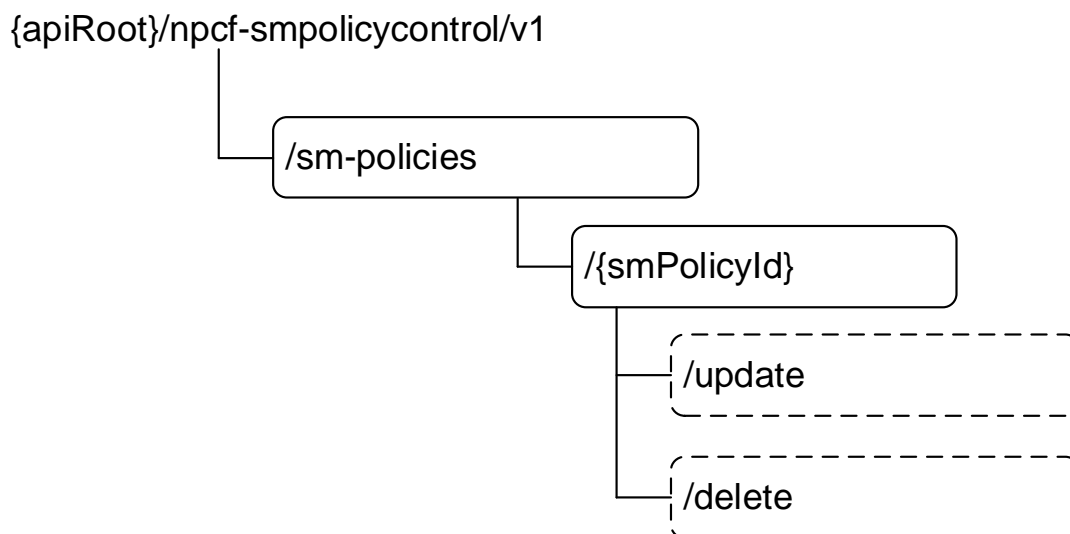 {apiRoot}/npcf-smpolicycontrol/v1
/sm-policies
/{smPolicyId}
/update
/delete